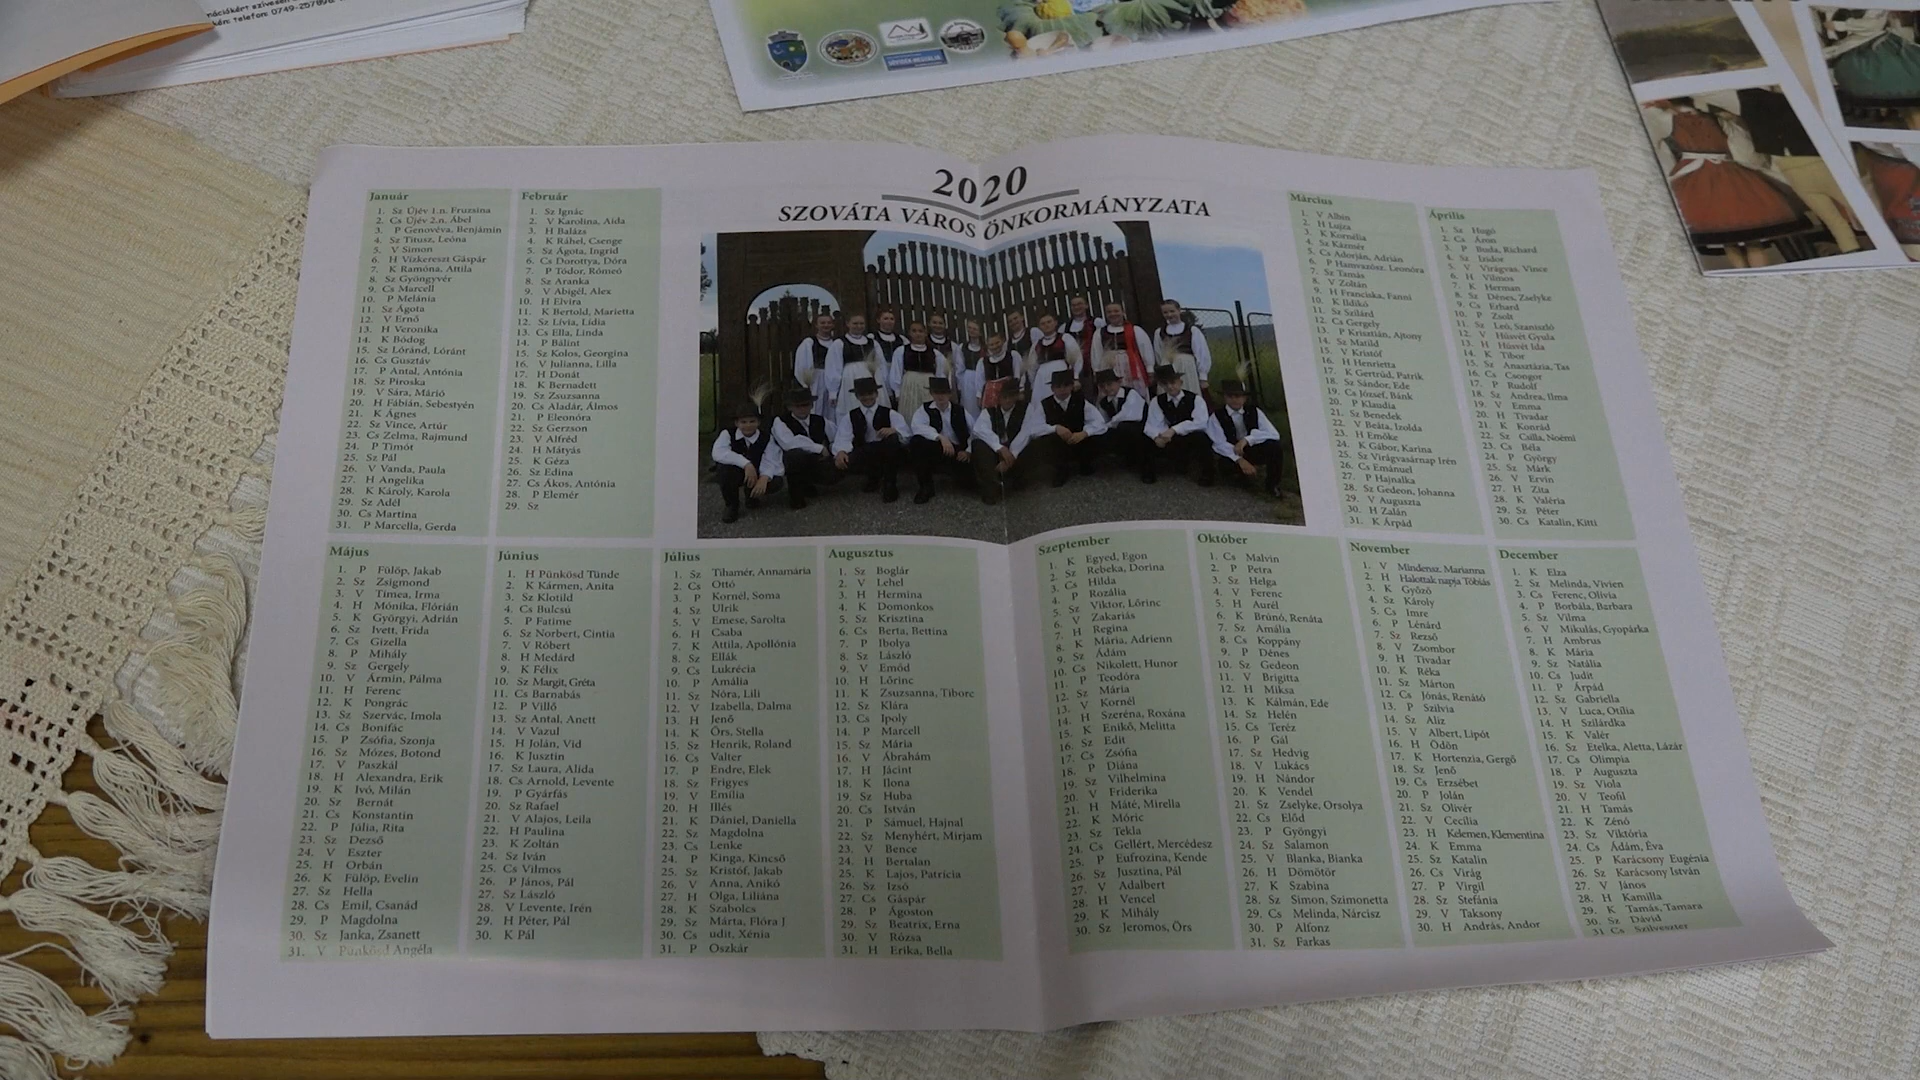 kén: telefon: 0749-257898
2020
SZOVÁTA VÁROS ÖNKORMÁNYZATA
Január
1. Sz Újév 1.n. Fruzsina
2. Cs Újév 2.n. Ábel
3. P Genovéva, Benjámin
4. Sz Titusz, Leóna
5. V Simon
6. H Vízkereszt Gáspár
7. K Ramóna, Attila
8. Sz Gyöngyvér
9. Cs Marcell
10. P Melánia
11. Sz Ágota
12. V Ernő
13. H Veronika
14. K Bódog
15. Sz Lóránd, Lóránt
16. Cs Gusztáv
17. P Antal, Antónia
18. Sz Piroska
19. V Sára, Márió
20. H Fábián, Sebestyén
21. K Ágnes
22. Sz Vince, Artúr
23. Cs Zelma, Rajmund
24. P Timót
25. Sz Pál
26. V Vanda, Paula
27. H Angelika
28. K Károly, Karola
29. Sz Adél
30. Cs Martina
31. P Marcella, Gerda
Február
1. Sz Ignác
2. V Karolina, Aida
3. H Balázs
4. K Ráhel, Csenge
5. Sz Ágota, Ingrid
6. Cs Dorottya, Dóra
7. P Tódor, Rómeó
8. Sz Aranka
9. V Abigél, Alex
10. H Elvira
11. K Bertold, Marietta
12. Sz Lívia, Lídia
13. Cs Ella, Linda
14. P Bálint
15. Sz Kolos, Georgina
16. V Julianna, Lilla
17. H Donát
18. K Bernadett
19. Sz Zsuzsanna
20. Cs Aladár, Álmos
21. P Eleonóra
22. Sz Gerzson
23. V Alfréd
24. H Mátyás
25. K Géza
26. Sz Edina
27. Cs Ákos, Antónia
28. P Elemér
29. Sz
Március
1. V Albin
2. H Lujza
3. K Kornélia
4. Sz Kázmér
5. Cs Adorján, Adrián
6. P Hamvazósz. Leonóra
7. Sz Tamás
8. V Zoltán
9. H Franciska, Fanni
10. K Ildikó
11. Sz Szilárd
12. Cs Gergely
13. P Krisztián, Ajtony
14. Sz Matild
15. V Kristóf
16. H Henrietta
17. K Gertrúd, Patrik
18. Sz Sándor, Ede
19. Cs József, Bánk
20. P Klaudia
21. Sz Benedek
22. V Beáta, Izolda
23. H Emőke
24. K Gábor, Karina
25. Sz Virágvasárnap Irén
26. Cs Emánuel
27. P Hajnalka
28. Sz Gedeon, Johanna
29. V Auguszta
30. H Zalán
31. K Árpád
Április
1. Sz Hugó
2. Cs Áron
3. P Buda, Richard
4. Sz Izidor
5. V Virágvas. Vince
6. H Vilmos
7. K Herman
8. Sz Dénes, Zselyke
9. Cs Erhard
10. P Zsolt
11. Sz Leó, Szaniszló
12. V Húsvét Gyula
13. H Húsvét Ida
14. K Tibor
15. Sz Anasztázia, Tas
16. Cs Csongor
17. P Rudolf
18. Sz Andrea, Ilma
19. V Emma
20. H Tivadar
21. K Konrád
22. Sz Csilla, Noémi
23. Cs Béla
24. P György
25. Sz Márk
26. V Ervin
27. H Zita
28. K Valéria
29. Sz Péter
30. Cs Katalin, Kitti
Május
1. P Fülöp, Jakab
2. Sz Zsigmond
3. V Tímea, Irma
4. H Mónika, Flórián
5. K Györgyi, Adrián
6. Sz Ivett, Frida
7. Cs Gizella
8. P Mihály
9. Sz Gergely
10. V Ármin, Pálma
11. H Ferenc
12. K Pongrác
13. Sz Szervác, Imola
14. Cs Bonifác
15. P Zsófia, Szonja
16. Sz Mózes, Botond
17. V Paszkál
18. H Alexandra, Erik
19. K Ivó, Milán
20. Sz Bernát
21. Cs Konstantin
22. P Júlia, Rita
23. Sz Dezső
24. V Eszter
25. H Orbán
26. K Fülöp, Evelin
27. Sz Hella
28. Cs Emil, Csanád
29. P Magdolna
30. Sz Janka, Zsanett
31. V Pünkösd Angéla
Június
1. H Pünkösd Tünde
2. K Kármen, Anita
3. Sz Klotild
4. Cs Bulcsú
5. P Fatime
6. Sz Norbert, Cintia
7. V Róbert
8. H Medárd
9. K Félix
10. Sz Margit, Gréta
11. Cs Barnabás
12. P Villő
13. Sz Antal, Anett
14. V Vazul
15. H Jolán, Vid
16. K Jusztin
17. Sz Laura, Alida
18. Cs Arnold, Levente
19. P Gyárfás
20. Sz Rafael
21. V Alajos, Leila
22. H Paulina
23. K Zoltán
24. Sz Iván
25. Cs Vilmos
26. P János, Pál
27. Sz László
28. V Levente, Irén
29. H Péter, Pál
30. K Pál
Július
1. Sz Tihamér, Annamária
2. Cs Ottó
3. P Kornél, Soma
4. Sz Ulrik
5. V Emese, Sarolta
6. H Csaba
7. K Attila, Apollónia
8. Sz Ellák
9. Cs Lukrécia
10. P Amália
11. Sz Nóra, Lili
12. V Izabella, Dalma
13. H Jenő
14. K Örs, Stella
15. Sz Henrik, Roland
16. Cs Valter
17. P Endre, Elek
18. Sz Frigyes
19. V Emília
20. H Illés
21. K Dániel, Daniella
22. Sz Magdolna
23. Cs Lenke
24. P Kinga, Kincső
25. Sz Kristóf, Jakab
26. V Anna, Anikó
27. H Olga, Liliána
28. K Szabolcs
29. Sz Márta, Flóra J
30. Cs udit, Xénia
31. P Oszkár
Augusztus
1. Sz Boglár
2. V Lehel
3. H Hermina
4. K Domonkos
5. Sz Krisztina
6. Cs Berta, Bettina
7. P Ibolya
8. Sz László
9. V Emőd
10. H Lőrinc
11. K Zsuzsanna, Tiborc
12. Sz Klára
13. Cs Ipoly
14. P Marcell
15. Sz Mária
16. V Ábrahám
17. H Jácint
18. K Ilona
19. Sz Huba
20. Cs István
21. P Sámuel, Hajnal
22. Sz Menyhért, Mirjam
23. V Bence
24. H Bertalan
25. K Lajos, Patrícia
26. Sz Izsó
27. Cs Gáspár
28. P Ágoston
29. Sz Beatrix, Erna
30. V Rózsa
31. H Erika, Bella
Szeptember
1. K Egyed, Egon
2. Sz Rebeka, Dorina
3. Cs Hilda
4. P Rozália
5. Sz Viktor, Lőrinc
6. V Zakariás
7. H Regina
8. K Mária, Adrienn
9. Sz Ádám
10. Cs Nikolett, Hunor
11. P Teodóra
12. Sz Mária
13. V Kornél
14. H Szeréna, Roxána
15. K Enikő, Melitta
16. Sz Edit
17. Cs Zsófia
18. P Diána
19. Sz Vilhelmina
20. V Friderika
21. H Máté, Mirella
22. K Móric
23. Sz Tekla
24. Cs Gellért, Mercédesz
25. P Eufrozina, Kende
26. Sz Jusztina, Pál
27. V Adalbert
28. H Vencel
29. K Mihály
30. Sz Jeromos, Örs
Október
1. Cs Malvin
2. P Petra
3. Sz Helga
4. V Ferenc
5. H Aurél
6. K Brúnó, Renáta
7. Sz Amália
8. Cs Koppány
9. P Dénes
10. Sz Gedeon
11. V Brigitta
12. H Miksa
13. K Kálmán, Ede
14. Sz Helén
15. Cs Teréz
16. P Gál
17. Sz Hedvig
18. V Lukács
19. H Nándor
20. K Vendel
21. Sz Zselyke, Orsolya
22. Cs Előd
23. P Gyöngyi
24. Sz Salamon
25. V Blanka, Bianka
26. H Dömötör
27. K Szabina
28. Sz Simon, Szimonetta
29. Cs Melinda, Nárcisz
30. P Alfonz
31. Sz Farkas
November
1. V Mindensz. Marianna
2. H Halottak napja Tóbiás
3. K Győző
4. Sz Károly
5. Cs Imre
6. P Lénárd
7. Sz Rezső
8. V Zsombor
9. H Tivadar
10. K Réka
11. Sz Márton
12. Cs Jónás, Renátó
13. P Szilvia
14. Sz Aliz
15. V Albert, Lipót
16. H Ödön
17. K Hortenzia, Gergő
18. Sz Jenő
19. Cs Erzsébet
20. P Jolán
21. Sz Olivér
22. V Cecília
23. H Kelemen, Klementina
24. K Emma
25. Sz Katalin
26. Cs Virág
27. P Virgil
28. Sz Stefánia
29. V Taksony
30. H András, Andor
December
1. K Elza
2. Sz Melinda, Vivien
3. Cs Ferenc, Olívia
4. P Borbála, Barbara
5. Sz Vilma
6. V Mikulás, Gyopárka
7. H Ambrus
8. K Mária
9. Sz Natália
10. Cs Judit
11. P Árpád
12. Sz Gabriella
13. V Luca, Otília
14. H Szilárdka
15. K Valér
16. Sz Etelka, Aletta, Lázár
17. Cs Olimpia
18. P Auguszta
19. Sz Viola
20. V Teofil
21. H Tamás
22. K Zénó
23. Sz Viktória
24. Cs Ádám, Éva
25. P Karácsony Eugénia
26. Sz Karácsony István
27. V János
28. H Kamilla
29. K Tamás, Tamara
30. Sz Dávid
31 Cs Szilveszter